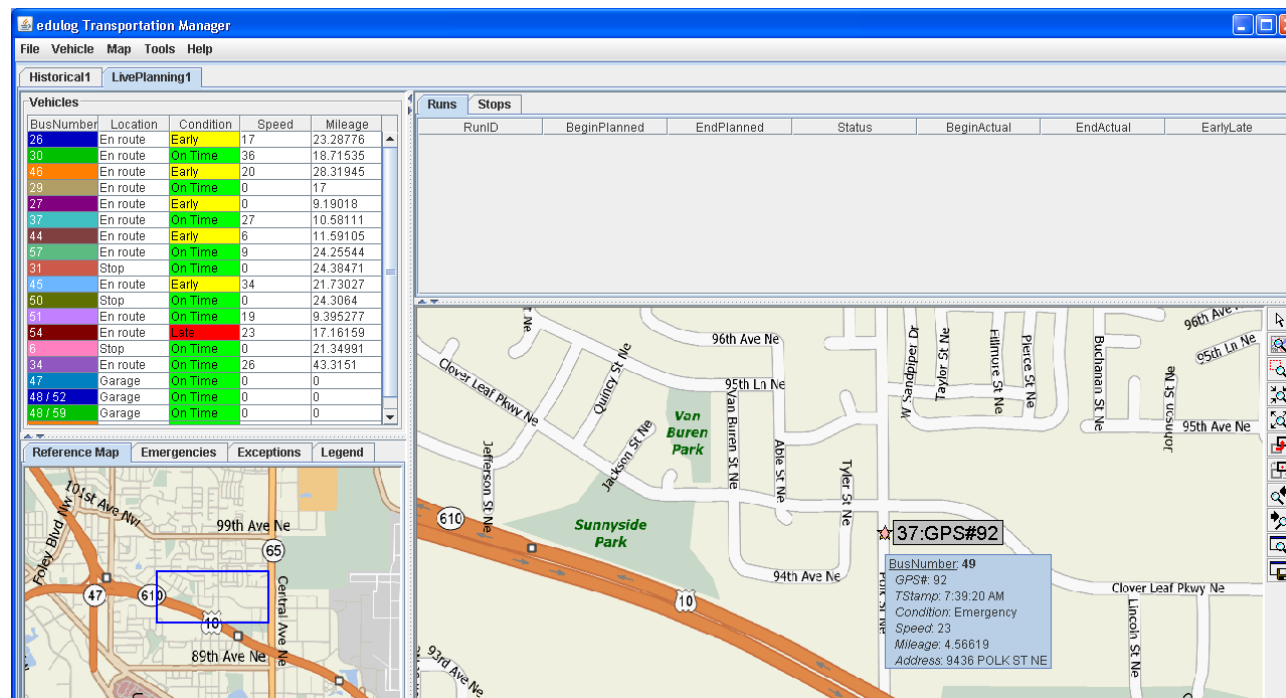 edulog Transportation Manager
File Vehicle Map Tools Help
Historical1 LivePlanning1
Vehicles
BusNumber Location Condition Speed Mileage
26 En route Early 17 23.28776
30 En route On Time 36 18.71535
46 En route Early 20 28.31945
29 En route On Time 0 17
27 En route Early 0 9.19018
37 En route On Time 27 10.58111
44 En route Early 6 11.59105
57 En route On Time 9 24.25544
31 Stop On Time 0 24.38471
45 En route Early 34 21.73027
50 Stop On Time 0 24.3064
51 En route On Time 19 9.395277
54 En route Late 23 17.16159
6 Stop On Time 0 21.34991
34 En route On Time 26 43.3151
47 Garage On Time 0 0
48 / 52 Garage On Time 0 0
48 / 59 Garage On Time 0 0
Runs Stops
RunID BeginPlanned EndPlanned Status BeginActual EndActual EarlyLate
Reference Map Emergencies Exceptions Legend
101st Ave Nw
Foley Blvd Nw
99th Ave Ne
65
47
610
10
Central Ave Ne
89th Ave Ne
t Ne
96th Ave Ne
Sandpiper Dr
Taylor St Ne
Fillmore St Ne
Pierce St Ne
Buchanan St Ne
96th Ave
95th Ln Ne
Clover Leaf Pkwy Ne
Quincy St Ne
95th Ln Ne
Van
Buren
Park
Van Buren St Ne
Able St Ne
Johnson St Ne
95th Ave Ne
Jefferson St Ne
Jackson St Ne
Tyler St Ne
610
Sunnyside
Park
37:GPS#92
94th Ave Ne
BusNumber: 49
GPS#: 92
TStamp: 7:39:20 AM
Condition: Emergency
Speed: 23
Mileage: 4.56619
Address: 9436 POLK ST NE
10
Clover Leaf Pkwy Ne
Lincoln St Ne
93rd Ave Ne